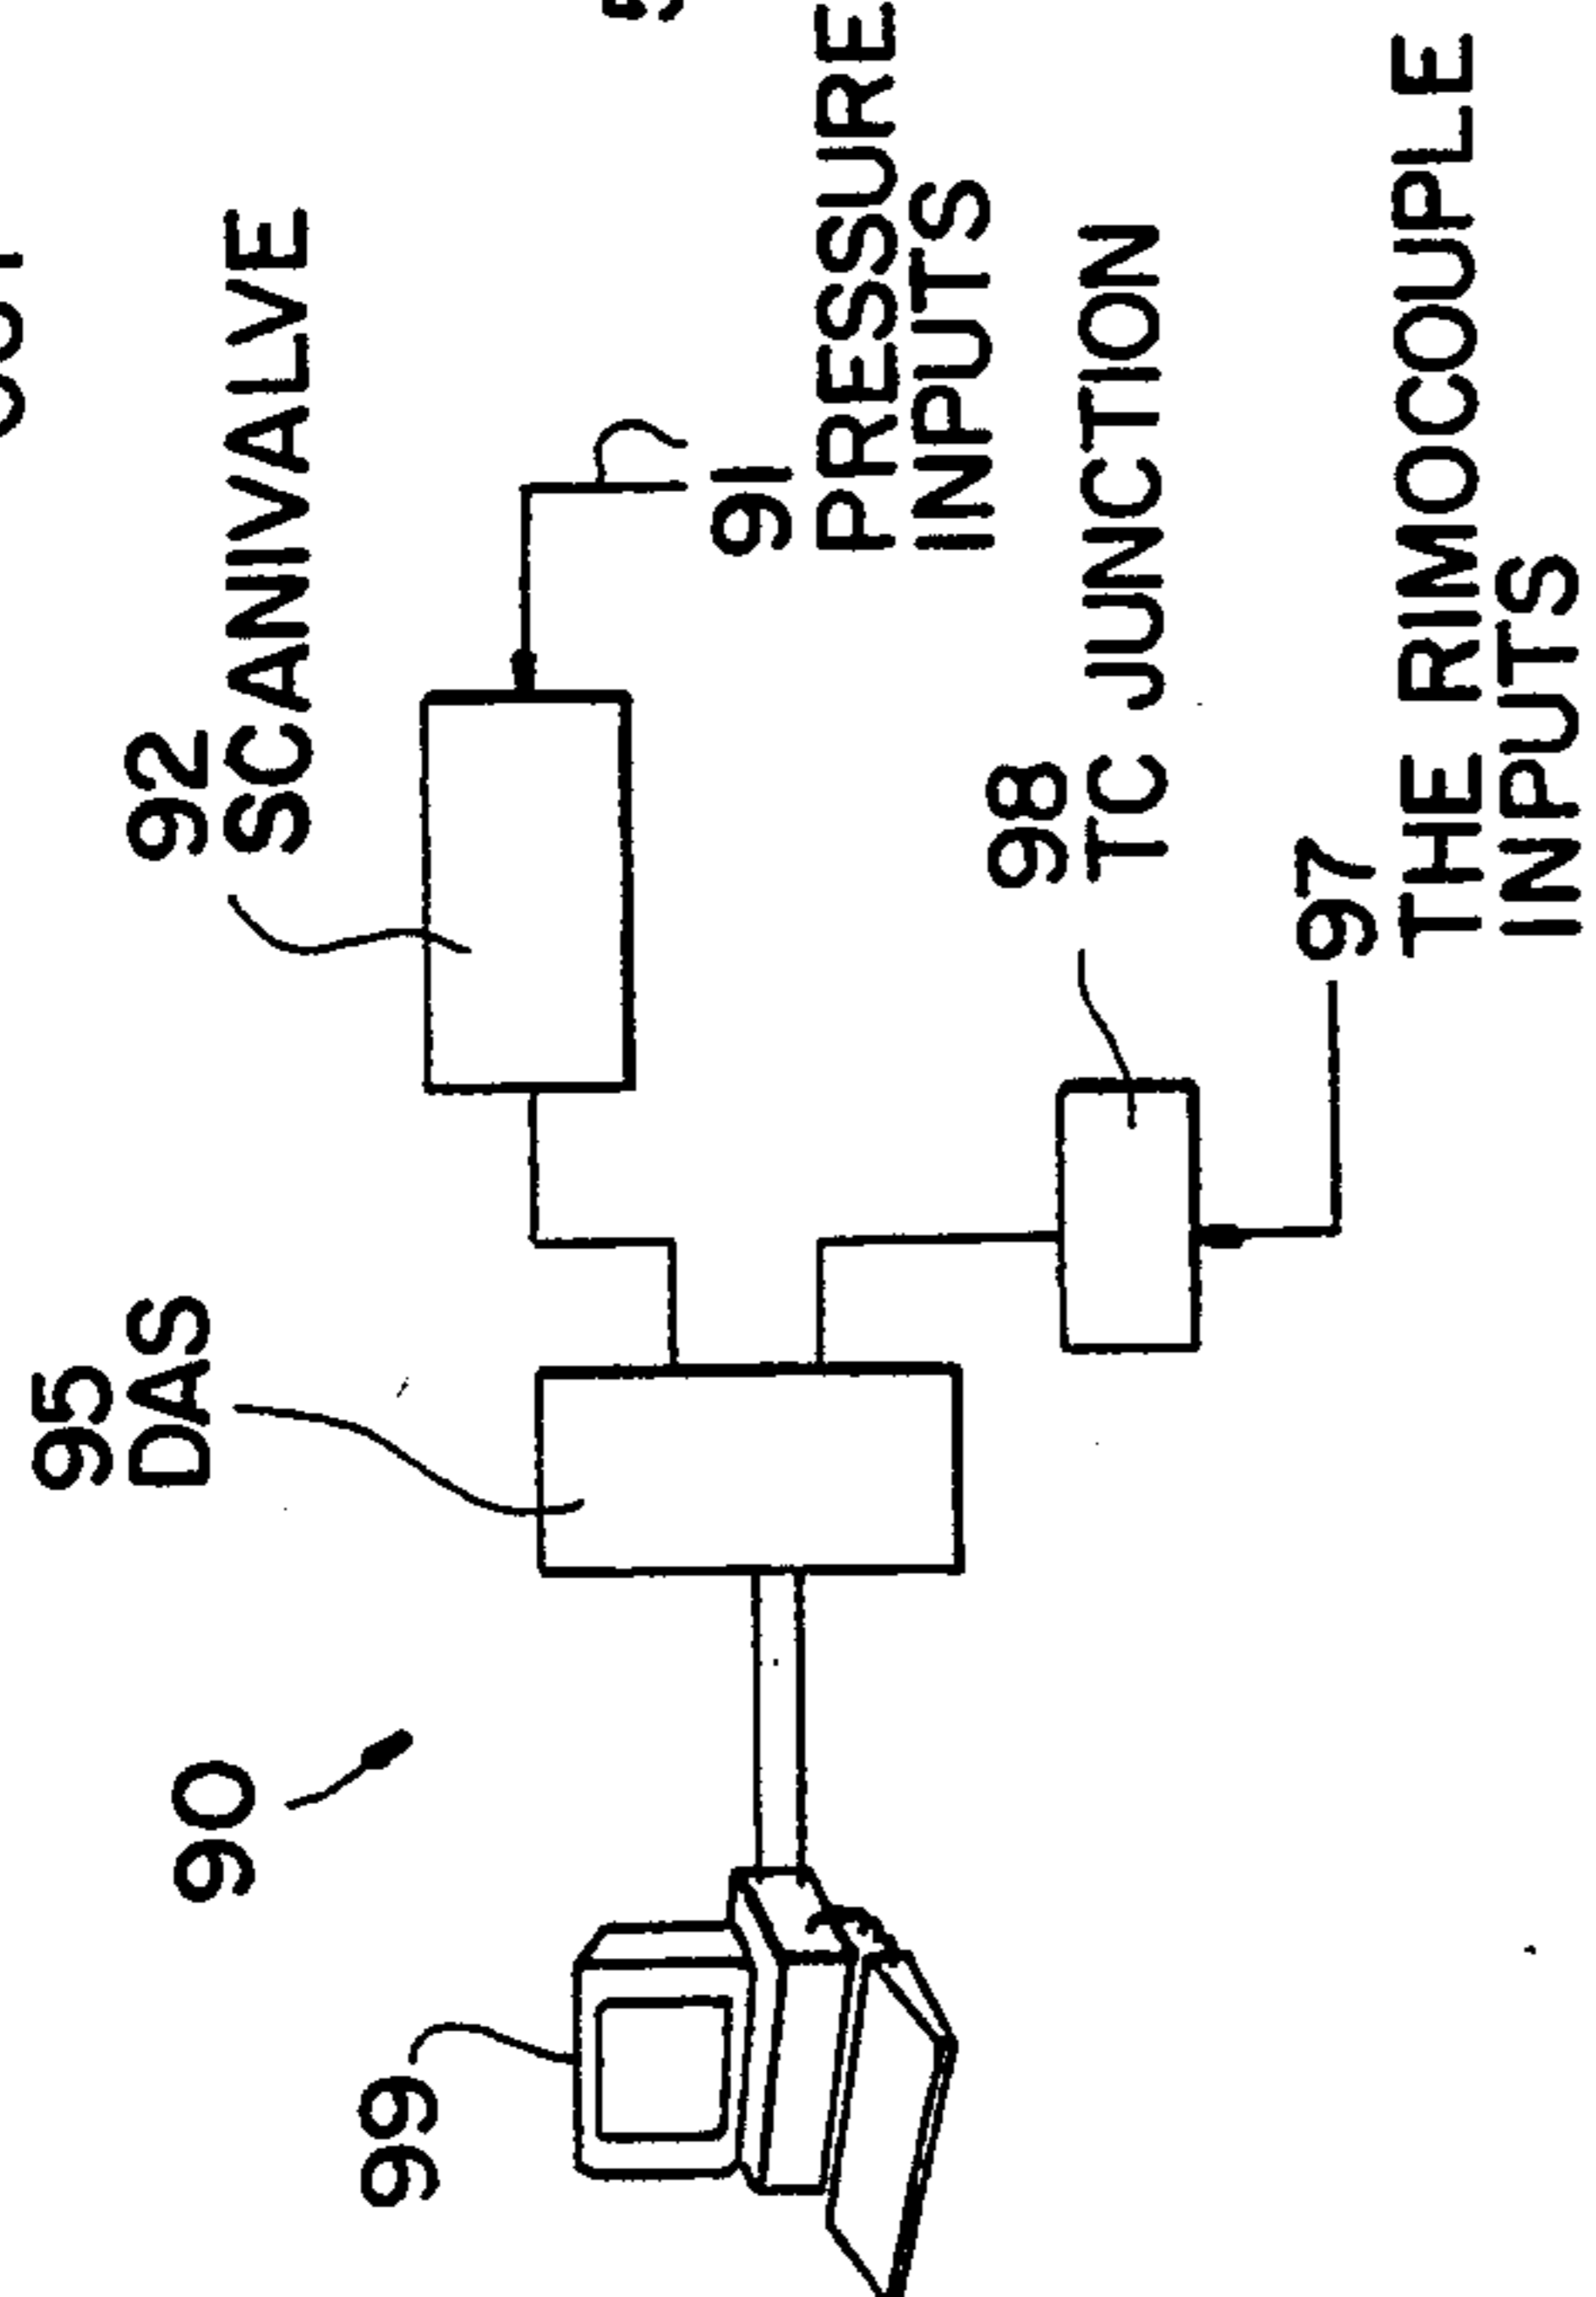 95
DAS
92
SCANIVALVE
90
99
91
PRESSURE
INPUTS
98
TC JUNCTION
97
THE RIMOCOUPLE
INPUTS